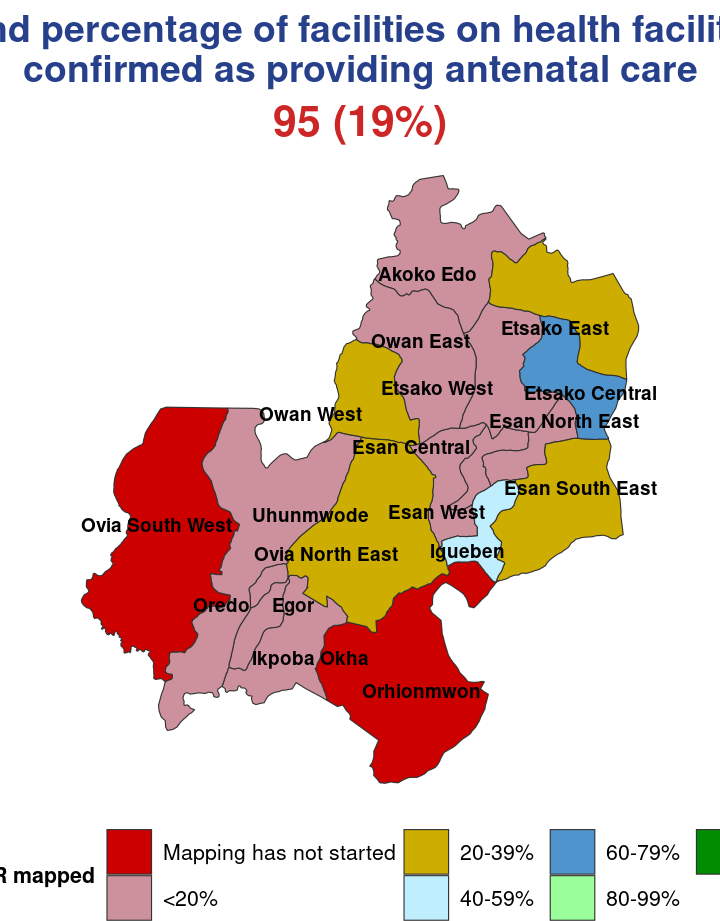 nd percentage of facilities on health facilit
confirmed as providing antenatal care
95 (19%)
Akoko Edo
Etsako East
Owan East
Etsako West
Etsako Central
Owan West
Esan North East
Esan Central
Esan South East
Esan West
Uhunmwode
Ovia South West
Igueben
Ovia North East
Oredo
Egor
Ikpoba Okha
Orhionmwon
R mapped
Mapping has not started
20-39%
60-79%
<20%
40-59%
80-99%